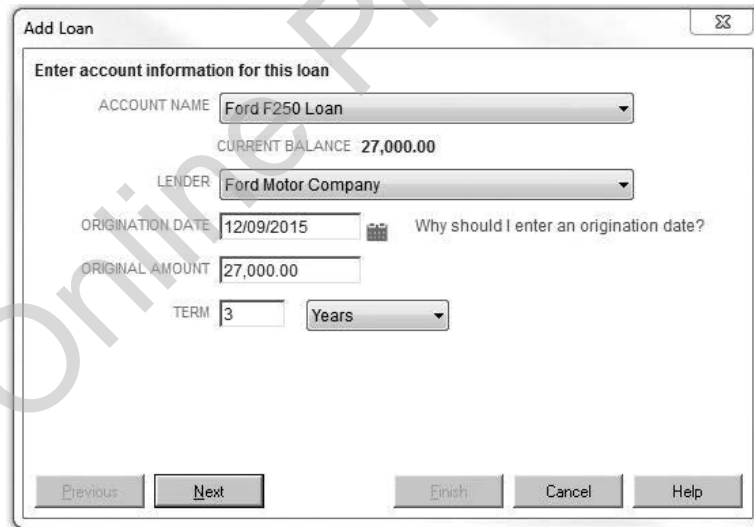 Add Loan
Enter account information for this loan
ACCOUNT NAME Ford F250 Loan
CURRENT BALANCE 27,000.00
LENDER Ford Motor Company
ORIGINATION DATE 12/09/2015 Why should I enter an origination date?
ORIGINAL AMOUNT 27,000.00
TERM 3 Years
Previous Next Finish Cancel Help
Online Pr